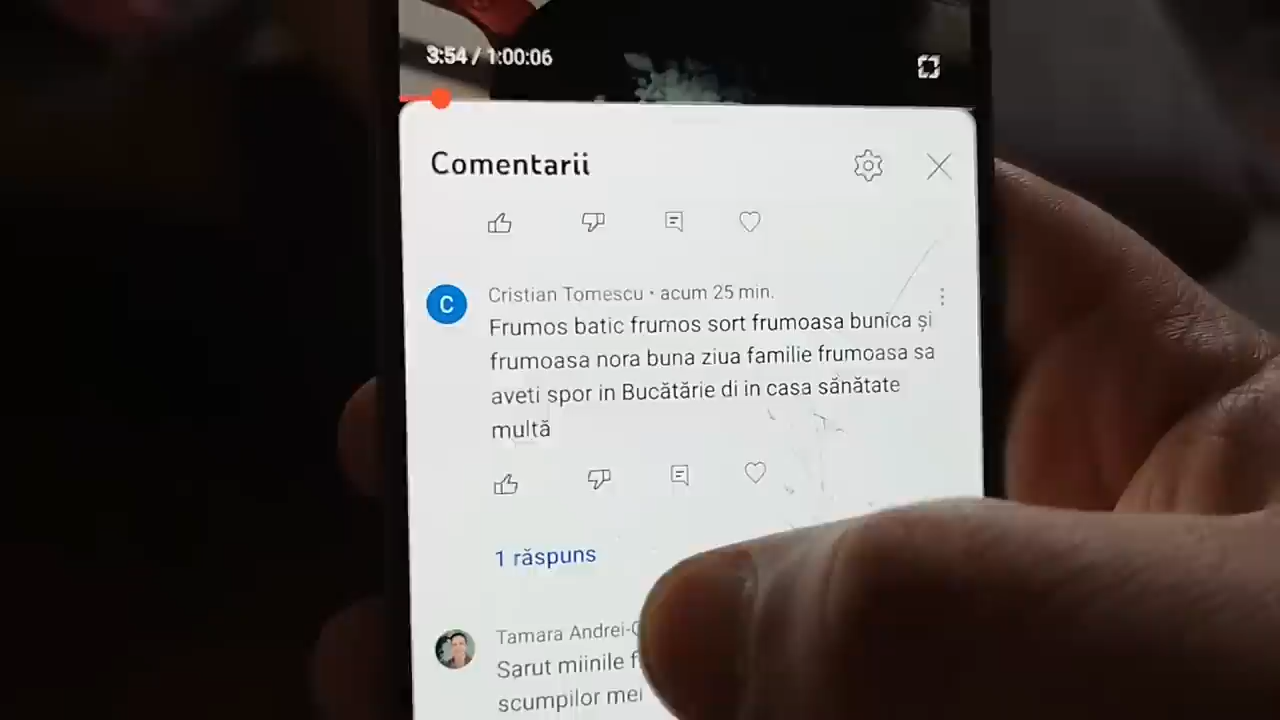 3:54 / 1:00:06
Comentarii
C
Cristian Tomescu · acum 25 min.
Frumos batic frumos sort frumoasa bunica și
frumoasa nora buna ziua familie frumoasa sa
aveti spor in Bucătărie di in casa sănătate
multă
1 răspuns
Tamara Andrei-
Sarut miinile
scumpilor mei